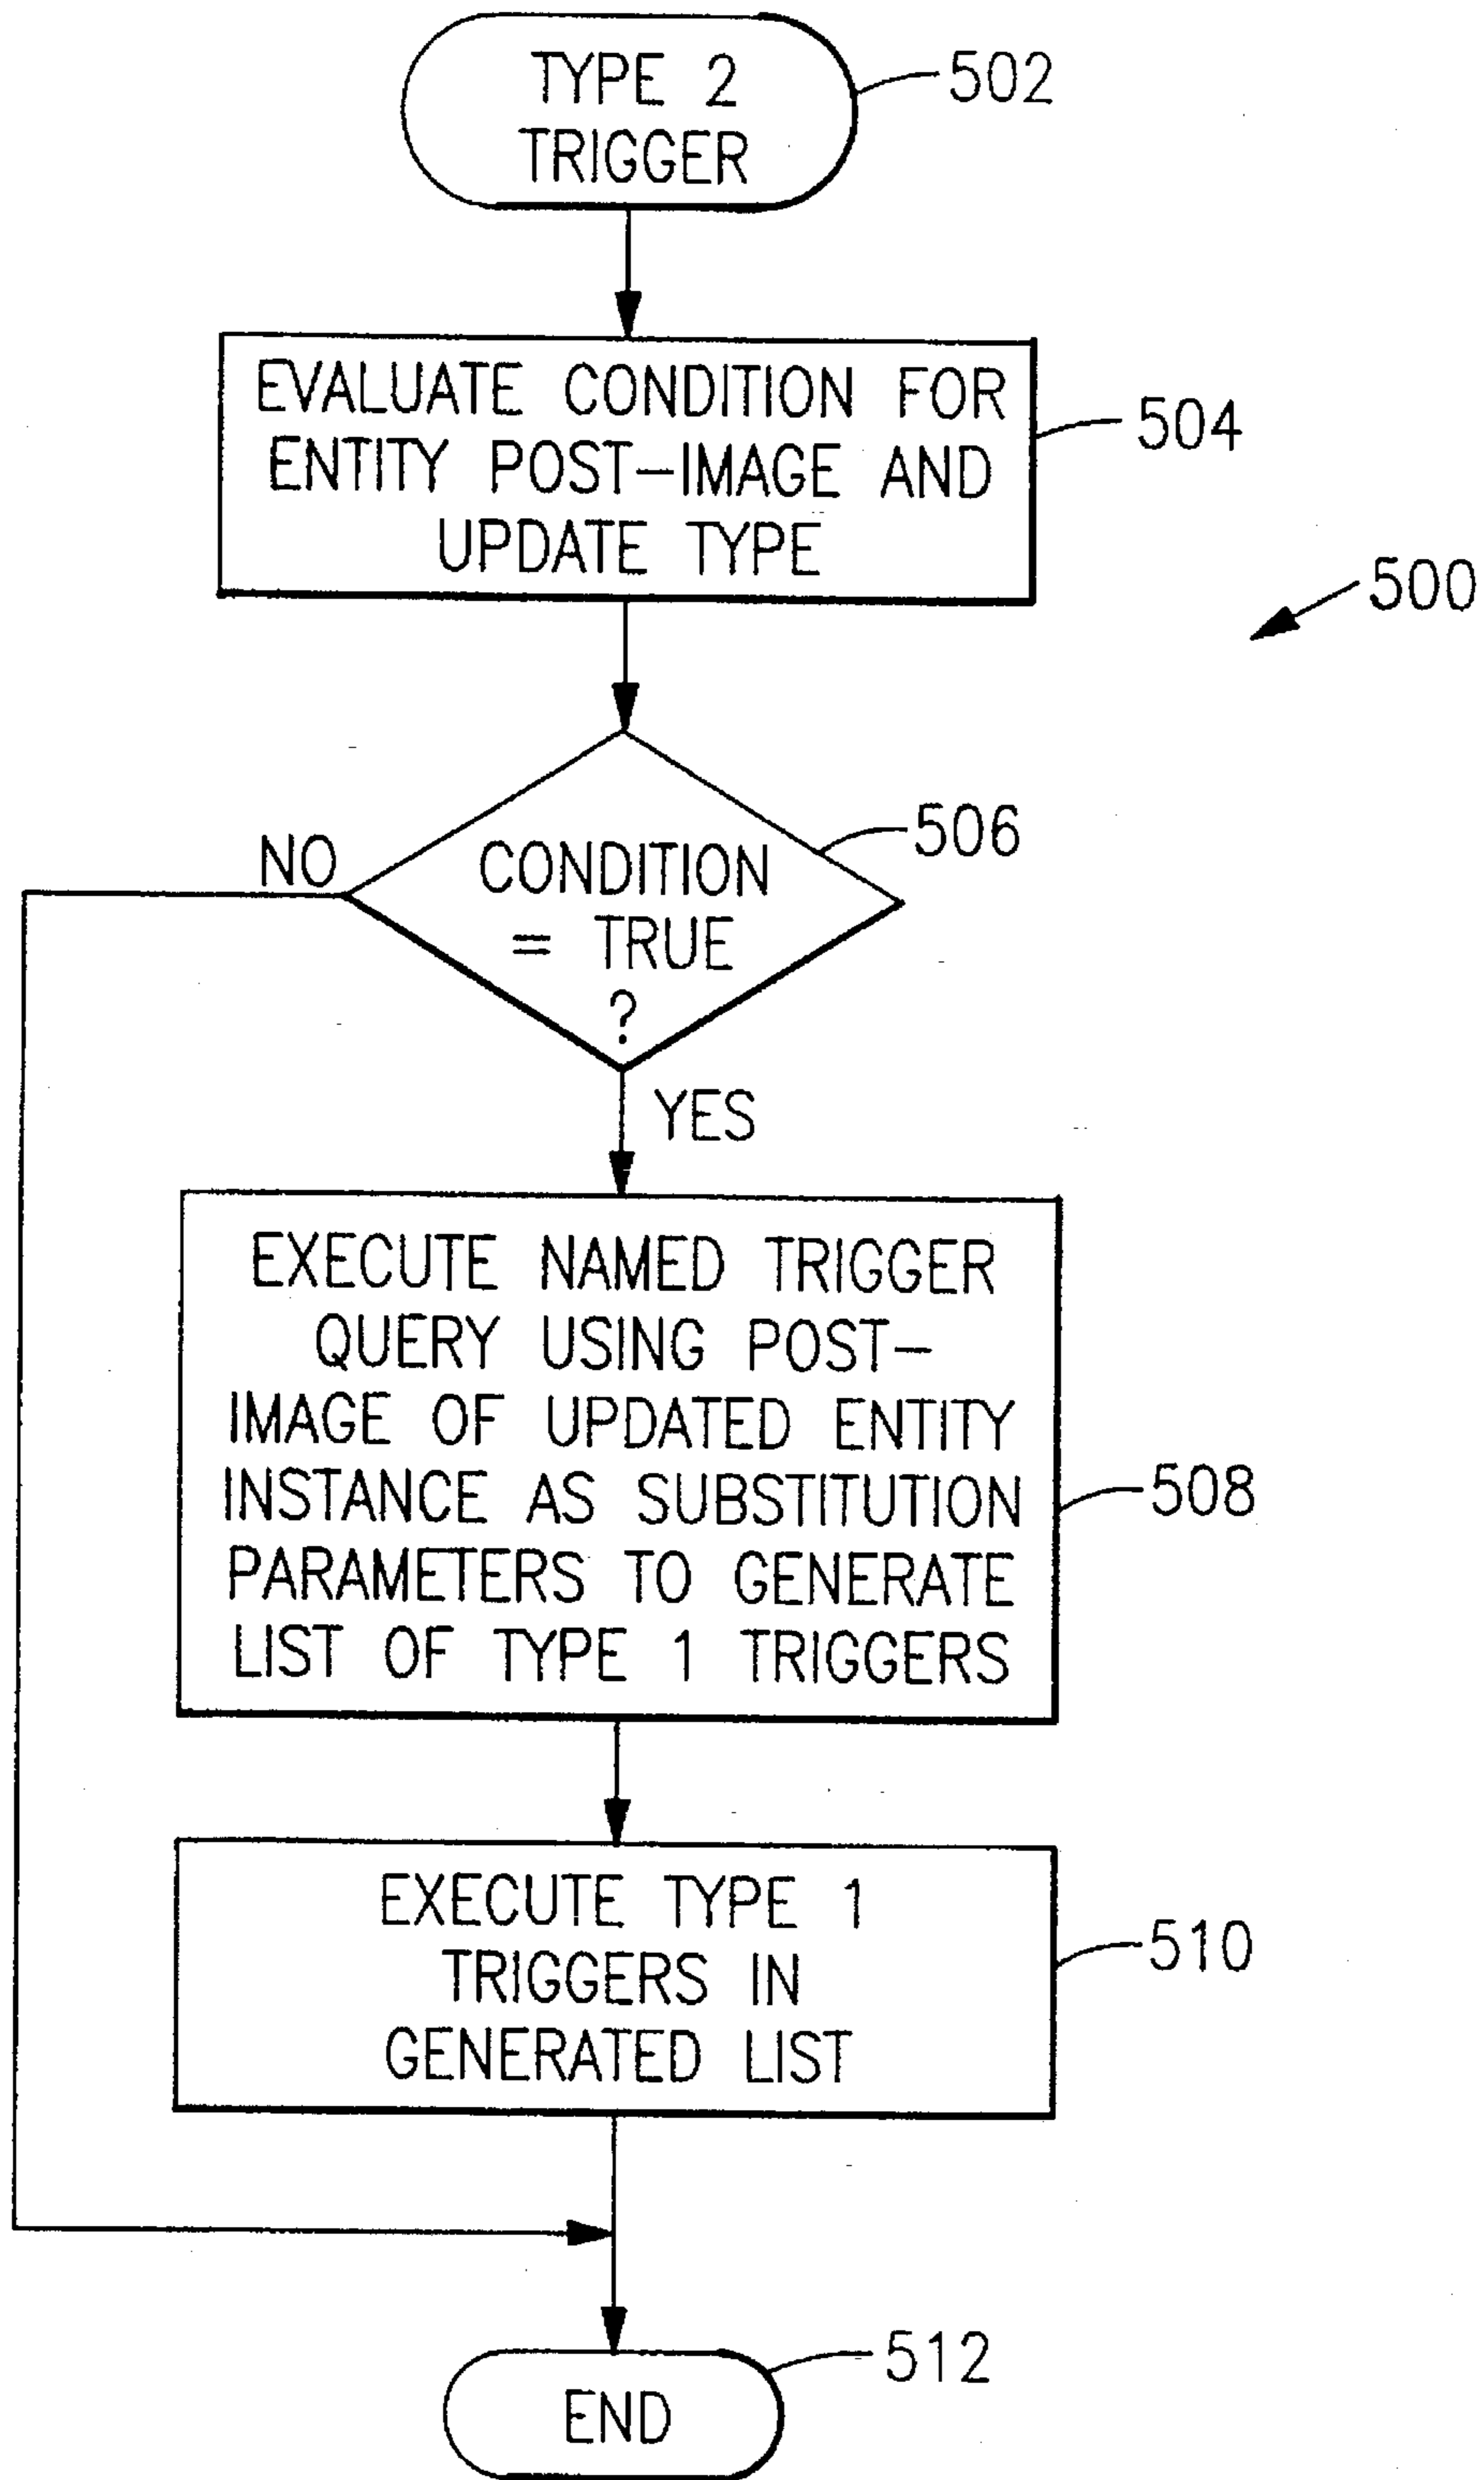 TYPE 2
TRIGGER
502
EVALUATE CONDITION FOR
ENTITY POST-IMAGE AND
UPDATE TYPE
504
500
NO
CONDITION
= TRUE
?
506
YES
EXECUTE NAMED TRIGGER
QUERY USING POST-
IMAGE OF UPDATED ENTITY
INSTANCE AS SUBSTITUTION
PARAMETERS TO GENERATE
LIST OF TYPE 1 TRIGGERS
508
EXECUTE TYPE 1
TRIGGERS IN
GENERATED LIST
510
512
END